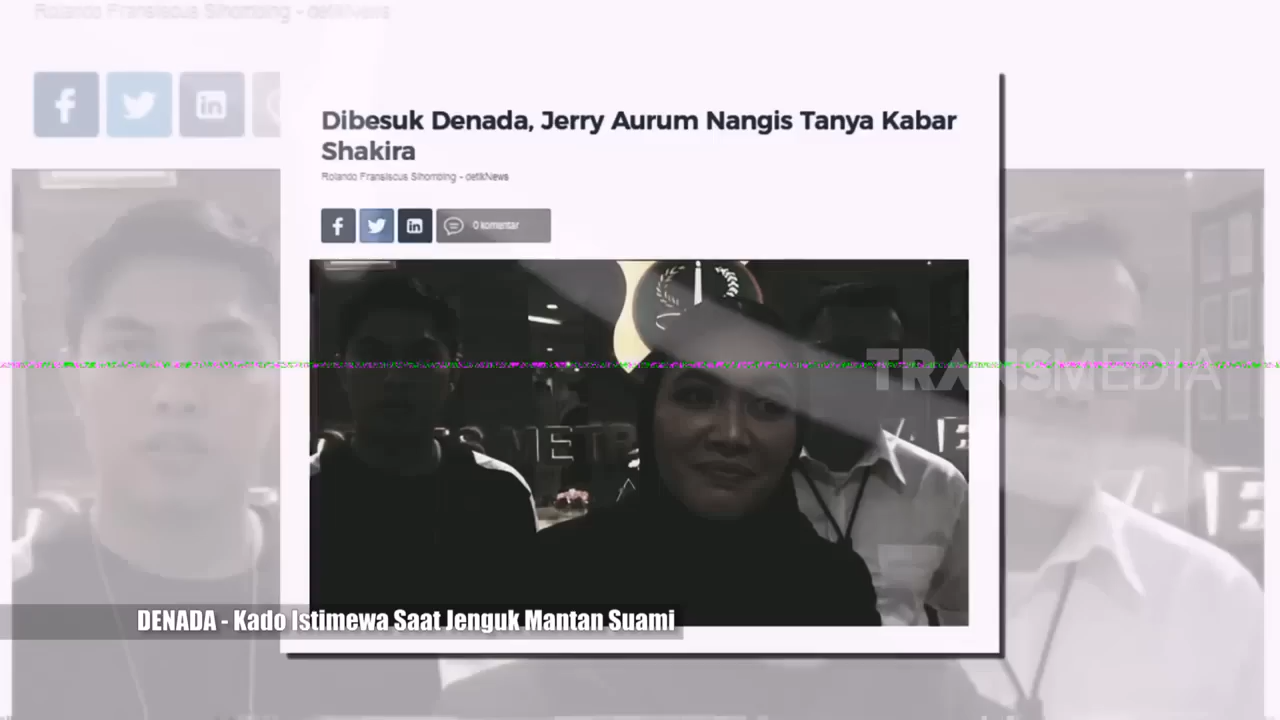 Rolando Fransiscus Sihombing - detikNews
Dibesuk Denada, Jerry Aurum Nangis Tanya Kabar
Shakira
Rolando Fransiscus Sihombing - detikNews
0 komentar
TRANSMEDIA
METR
DENADA - Kado Istimewa Saat Jenguk Mantan Suami